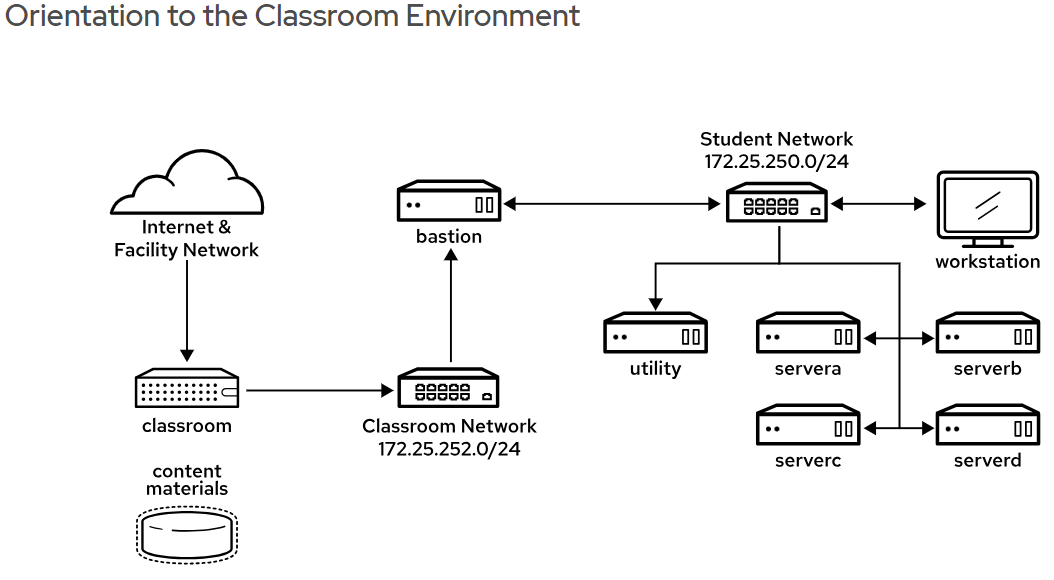 Orientation to the Classroom Environment
Student Network
172.25.250.0/24
Internet &
Facility Network
bastion
workstation
utility
servera
serverb
classroom
Classroom Network
172.25.252.0/24
serverc
serverd
content
materials